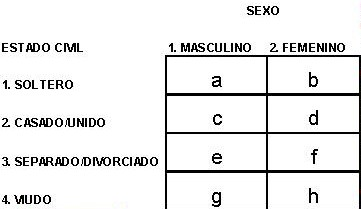 SEXO
ESTADO CIVIL 1. MASCULINO 2. FEMENINO
1. SOLTERO a b
2. CASADO/UNIDO c d
3. SEPARADO/DIVORCIADO e f
4. VIUDO g h